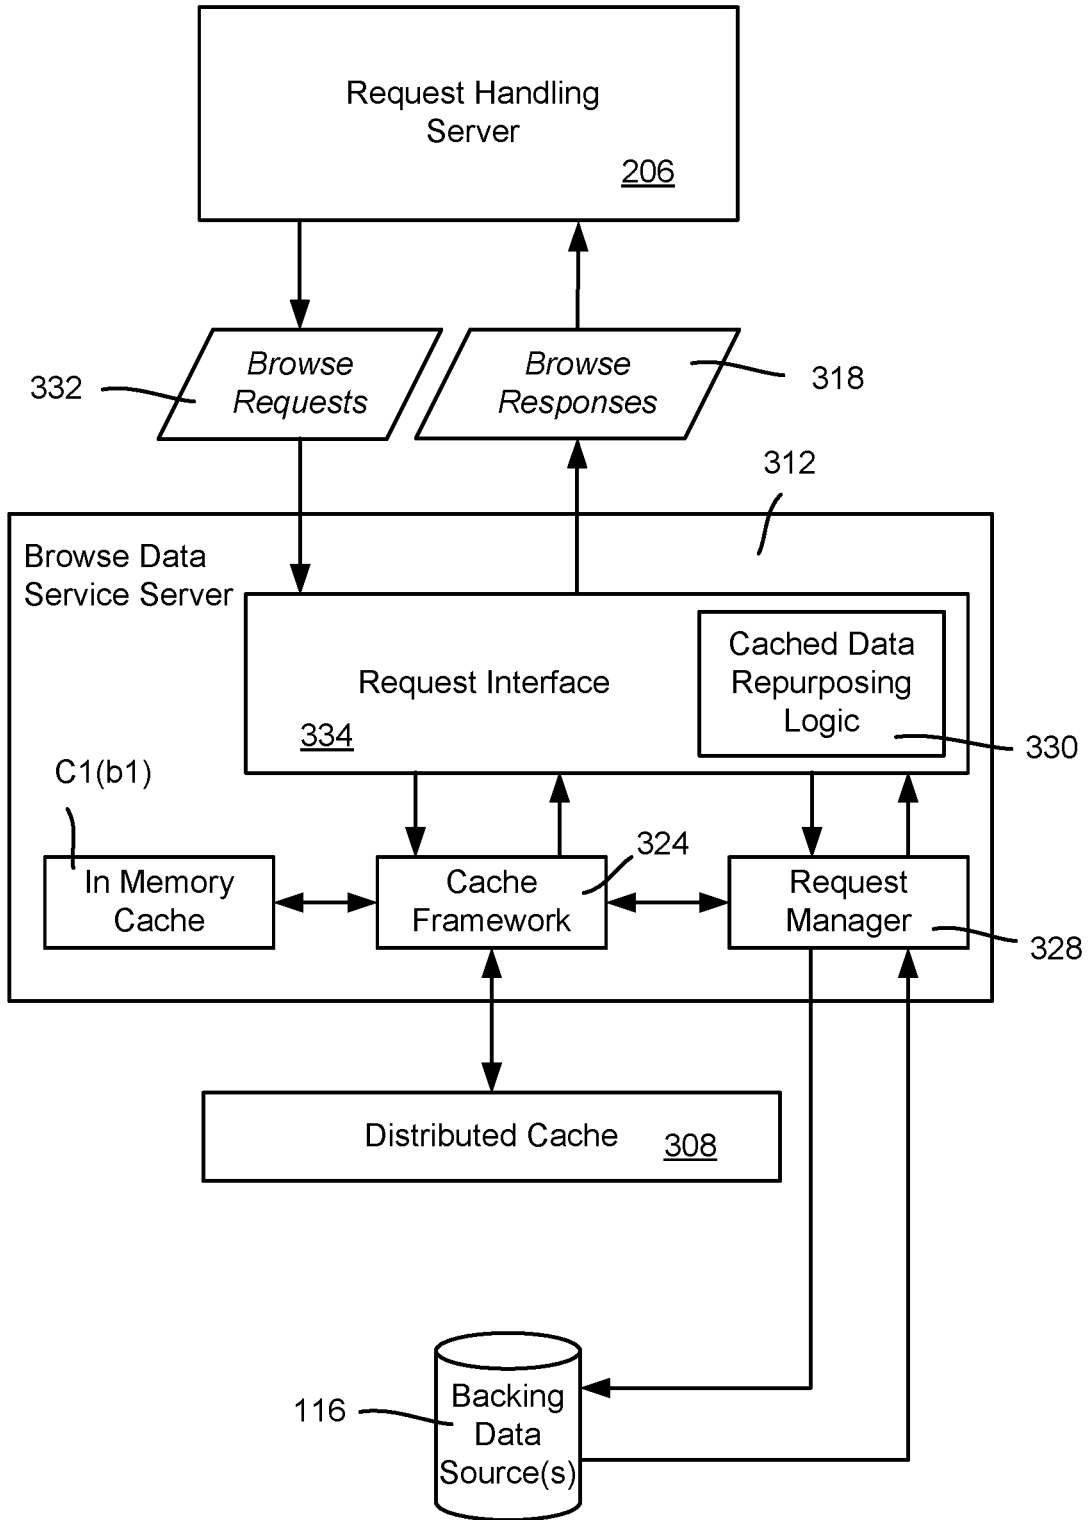 Request Handling
Server
206
Browse
Requests
332
Browse
Responses
318
312
Browse Data
Service Server
Request Interface
334
Cached Data
Repurposing
Logic
330
C1(b1)
In Memory
Cache
Cache
Framework
324
Request
Manager
328
Distributed Cache
308
116
Backing
Data
Source(s)